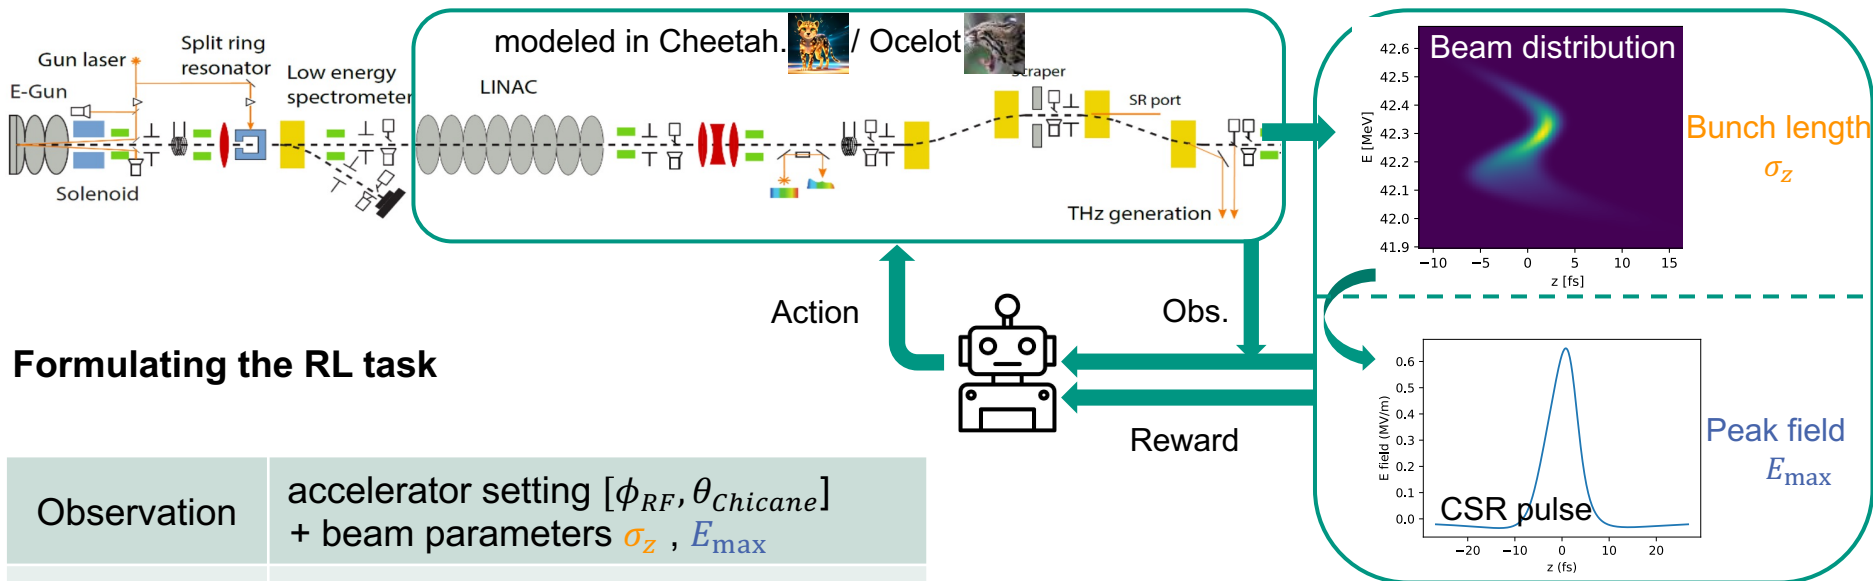 modeled in Cheetah. / Ocelot
Gun laser
Split ring
resonator
Low energy
spectrometer
E-Gun
Solenoid
LINAC
Scraper
SR port
THz generation
Beam distribution
42.6
42.5
42.4
42.3
42.2
42.1
42.0
41.9
E [MeV]
−10
−5
0
5
10
15
z [fs]
Bunch length
σz
Action
Obs.
Reward
0.6
0.5
0.4
0.3
0.2
0.1
0.0
E field (MV/m)
CSR pulse
−20
−10
0
10
20
z (fs)
Peak field
Emax
Formulating the RL task
Observation
accelerator setting [ϕRF, θChicane]
+ beam parameters σz , Emax